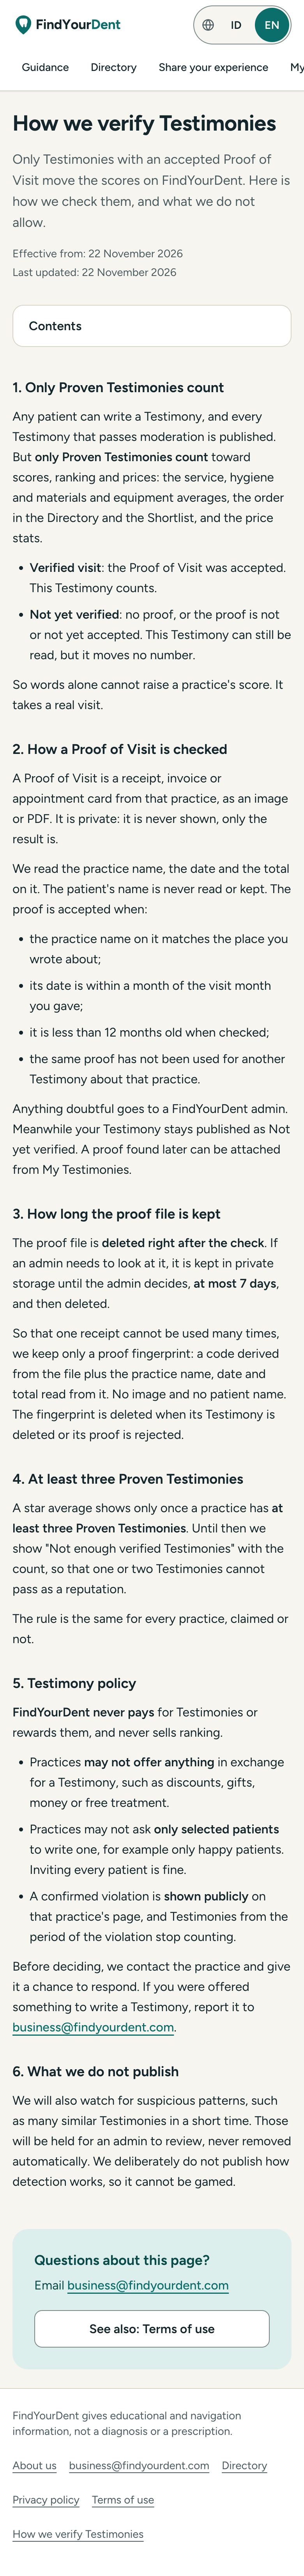 FindYourDent
ID
EN
Guidance
Directory
Share your experience
My
How we verify Testimonies
Only Testimonies with an accepted Proof of
Visit move the scores on FindYourDent. Here is
how we check them, and what we do not
allow.
Effective from: 22 November 2026
Last updated: 22 November 2026
Contents
1. Only Proven Testimonies count
Any patient can write a Testimony, and every
Testimony that passes moderation is published.
But only Proven Testimonies count toward
scores, ranking and prices: the service, hygiene
and materials and equipment averages, the order
in the Directory and the Shortlist, and the price
stats.
• Verified visit: the Proof of Visit was accepted.
This Testimony counts.
• Not yet verified: no proof, or the proof is not
or not yet accepted. This Testimony can still be
read, but it moves no number.
So words alone cannot raise a practice's score. It
takes a real visit.
2. How a Proof of Visit is checked
A Proof of Visit is a receipt, invoice or
appointment card from that practice, as an image
or PDF. It is private: it is never shown, only the
result is.
We read the practice name, the date and the total
on it. The patient's name is never read or kept. The
proof is accepted when:
• the practice name on it matches the place you
wrote about;
• its date is within a month of the visit month
you gave;
• it is less than 12 months old when checked;
• the same proof has not been used for another
Testimony about that practice.
Anything doubtful goes to a FindYourDent admin.
Meanwhile your Testimony stays published as Not
yet verified. A proof found later can be attached
from My Testimonies.
3. How long the proof file is kept
The proof file is deleted right after the check. If
an admin needs to look at it, it is kept in private
storage until the admin decides, at most 7 days,
and then deleted.
So that one receipt cannot be used many times,
we keep only a proof fingerprint: a code derived
from the file plus the practice name, date and
total read from it. No image and no patient name.
The fingerprint is deleted when its Testimony is
deleted or its proof is rejected.
4. At least three Proven Testimonies
A star average shows only once a practice has at
least three Proven Testimonies. Until then we
show "Not enough verified Testimonies" with the
count, so that one or two Testimonies cannot
pass as a reputation.
The rule is the same for every practice, claimed or
not.
5. Testimony policy
FindYourDent never pays for Testimonies or
rewards them, and never sells ranking.
• Practices may not offer anything in exchange
for a Testimony, such as discounts, gifts,
money or free treatment.
• Practices may not ask only selected patients
to write one, for example only happy patients.
Inviting every patient is fine.
• A confirmed violation is shown publicly on
that practice's page, and Testimonies from the
period of the violation stop counting.
Before deciding, we contact the practice and give
it a chance to respond. If you were offered
something to write a Testimony, report it to
business@findyourdent.com.
6. What we do not publish
We will also watch for suspicious patterns, such
as many similar Testimonies in a short time. Those
will be held for an admin to review, never removed
automatically. We deliberately do not publish how
detection works, so it cannot be gamed.
Questions about this page?
Email business@findyourdent.com
See also: Terms of use
FindYourDent gives educational and navigation
information, not a diagnosis or a prescription.
About us
business@findyourdent.com
Directory
Privacy policy
Terms of use
How we verify Testimonies